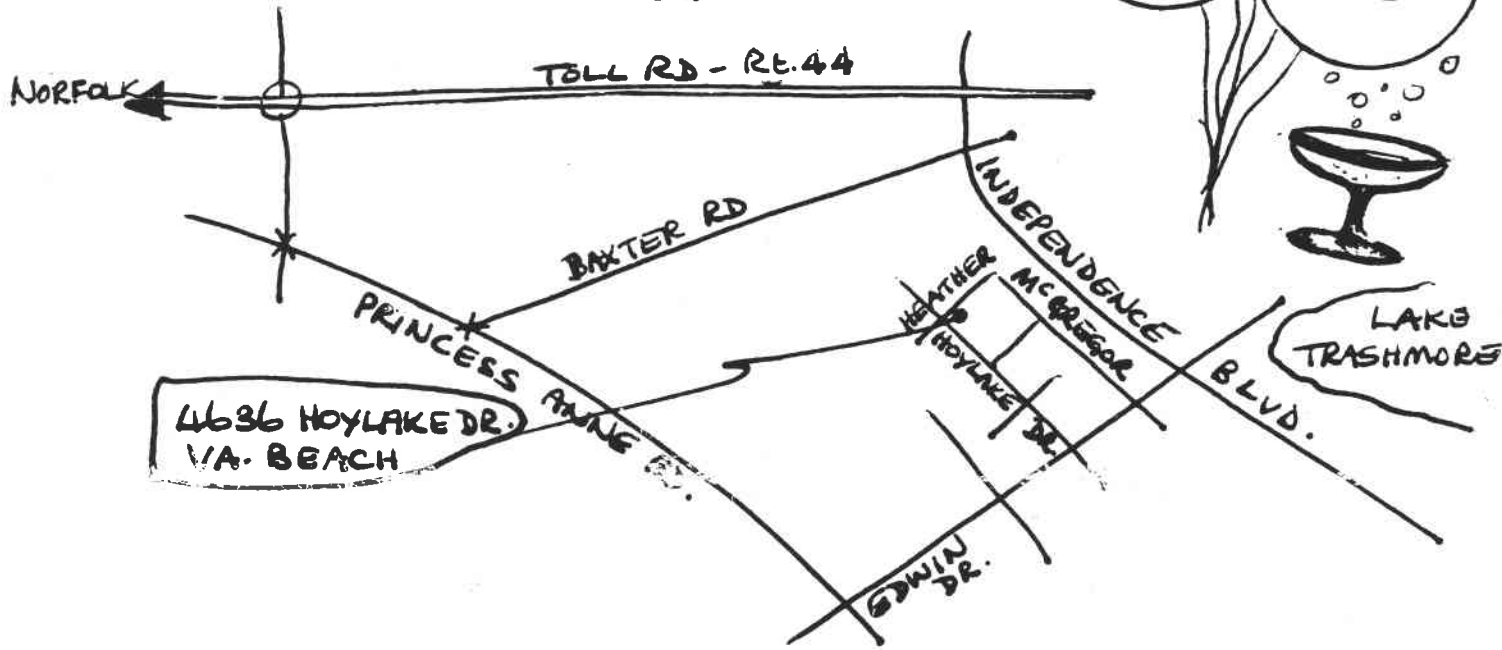 TOLL RD - Rt.44
NORFOLK
INDEPENDENCE BLVD.
BAXTER RD
HEATHER
McGREGOR
HOYLAKE DR.
LAKE
TRASHMORE
PRINCESS ANNE
4636 HOYLAKE DR.
VA. BEACH
EDWIN
DR.